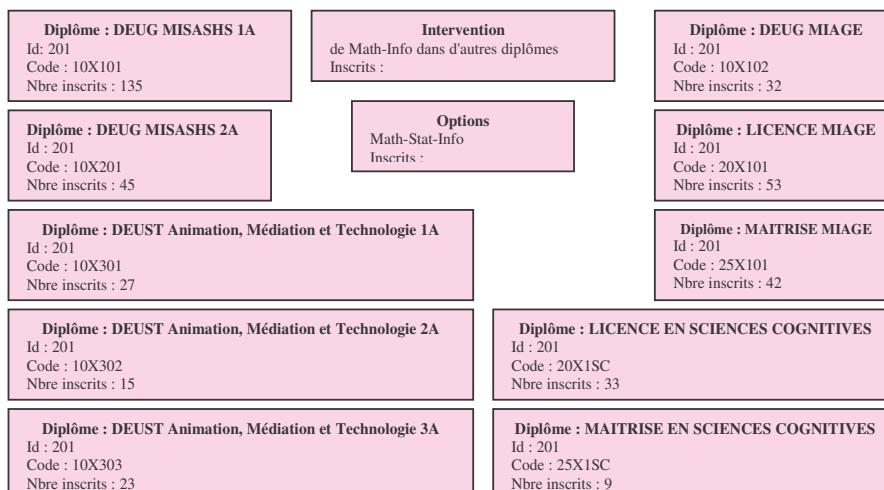 Diplôme : DEUG MISASHS 1A
Id: 201
Code : 10X101
Nbre inscrits : 135
Intervention
de Math-Info dans d'autres diplômes
Inscrits :
Diplôme : DEUG MIAGE
Id : 201
Code : 10X102
Nbre inscrits : 32
Diplôme : DEUG MISASHS 2A
Id : 201
Code : 10X201
Nbre inscrits : 45
Options
Math-Stat-Info
Inscrits :
Diplôme : LICENCE MIAGE
Id : 201
Code : 20X101
Nbre inscrits : 53
Diplôme : DEUST Animation, Médiation et Technologie 1A
Id : 201
Code : 10X301
Nbre inscrits : 27
Diplôme : MAITRISE MIAGE
Id : 201
Code : 25X101
Nbre inscrits : 42
Diplôme : DEUST Animation, Médiation et Technologie 2A
Id : 201
Code : 10X302
Nbre inscrits : 15
Diplôme : LICENCE EN SCIENCES COGNITIVES
Id : 201
Code : 20X1SC
Nbre inscrits : 33
Diplôme : DEUST Animation, Médiation et Technologie 3A
Id : 201
Code : 10X303
Nbre inscrits : 23
Diplôme : MAITRISE EN SCIENCES COGNITIVES
Id : 201
Code : 25X1SC
Nbre inscrits : 9